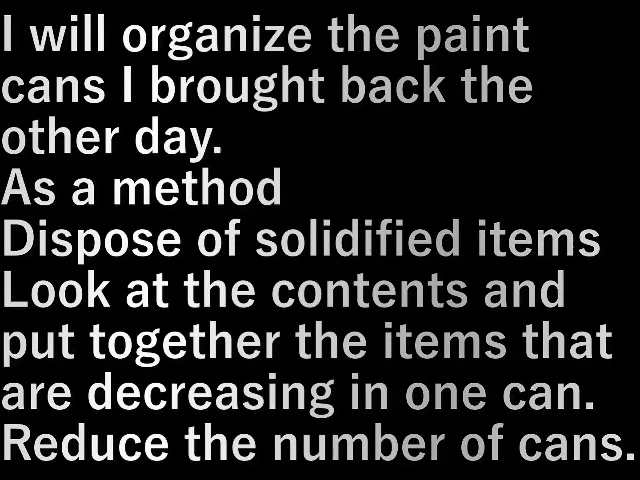 I will organize the paint
cans I brought back the
other day.
As a method
Dispose of solidified items
Look at the contents and
put together the items that
are decreasing in one can.
Reduce the number of cans.